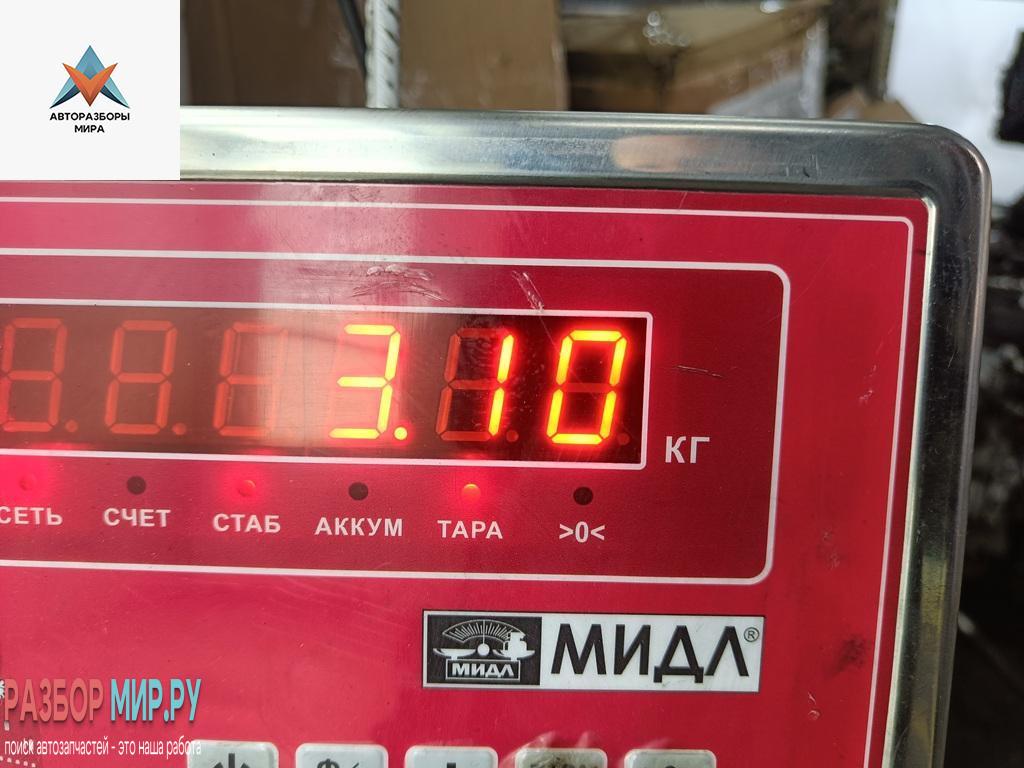 АВТОРАЗБОРЫ
МИРА
3.10
КГ
СЕТЬ СЧЕТ СТАБ АККУМ ТАРА >0<
МИДЛ МИДЛ®
РАЗБОР МИР.РУ
поиск автозапчастей - это наша работа